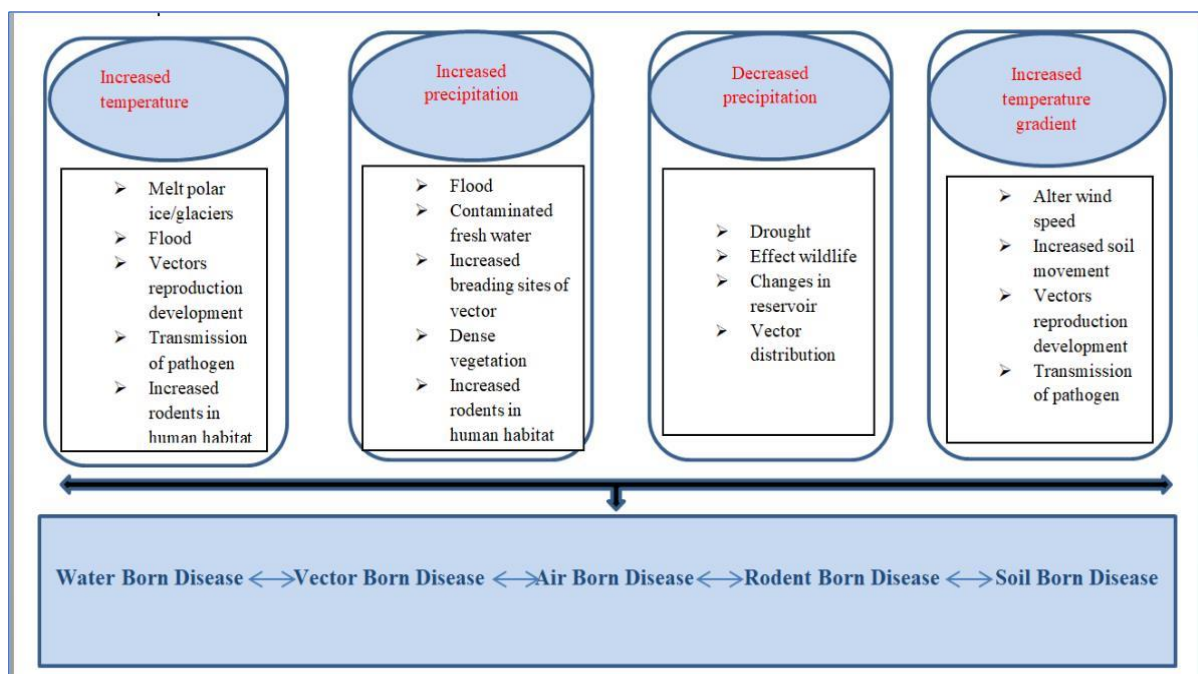 Increased
temperature
➢ Melt polar
ice/glaciers
➢ Flood
➢ Vectors
reproduction
development
➢ Transmission
of pathogen
➢ Increased
rodents in
human habitat
Increased
precipitation
➢ Flood
➢ Contaminated
fresh water
➢ Increased
breading sites of
vector
➢ Dense
vegetation
➢ Increased
rodents in
human habitat
Decreased
precipitation
➢ Drought
➢ Effect wildlife
➢ Changes in
reservoir
➢ Vector
distribution
Increased
temperature
gradient
➢ Alter wind
speed
➢ Increased soil
movement
➢ Vectors
reproduction
development
➢ Transmission
of pathogen
Water Born Disease ⟷ Vector Born Disease ⟷ Air Born Disease ⟷ Rodent Born Disease ⟷ Soil Born Disease